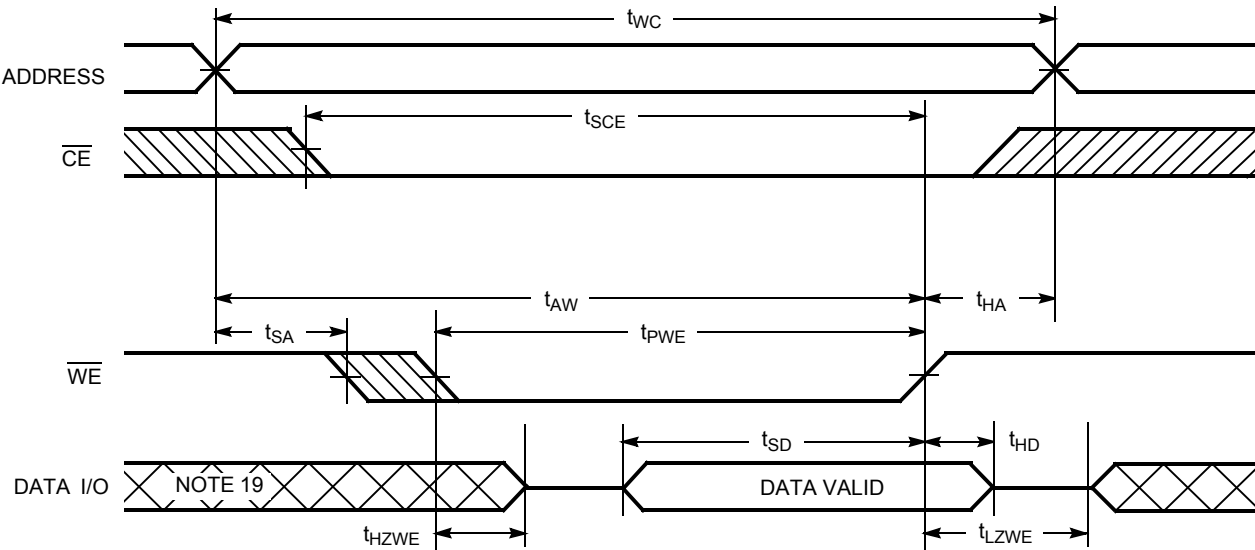 tWC
ADDRESS
tSCE
CE
tAW
tHA
tSA
tPWE
WE
tSD
tHD
DATA I/O
NOTE 19
DATA VALID
tHZWE
tLZWE